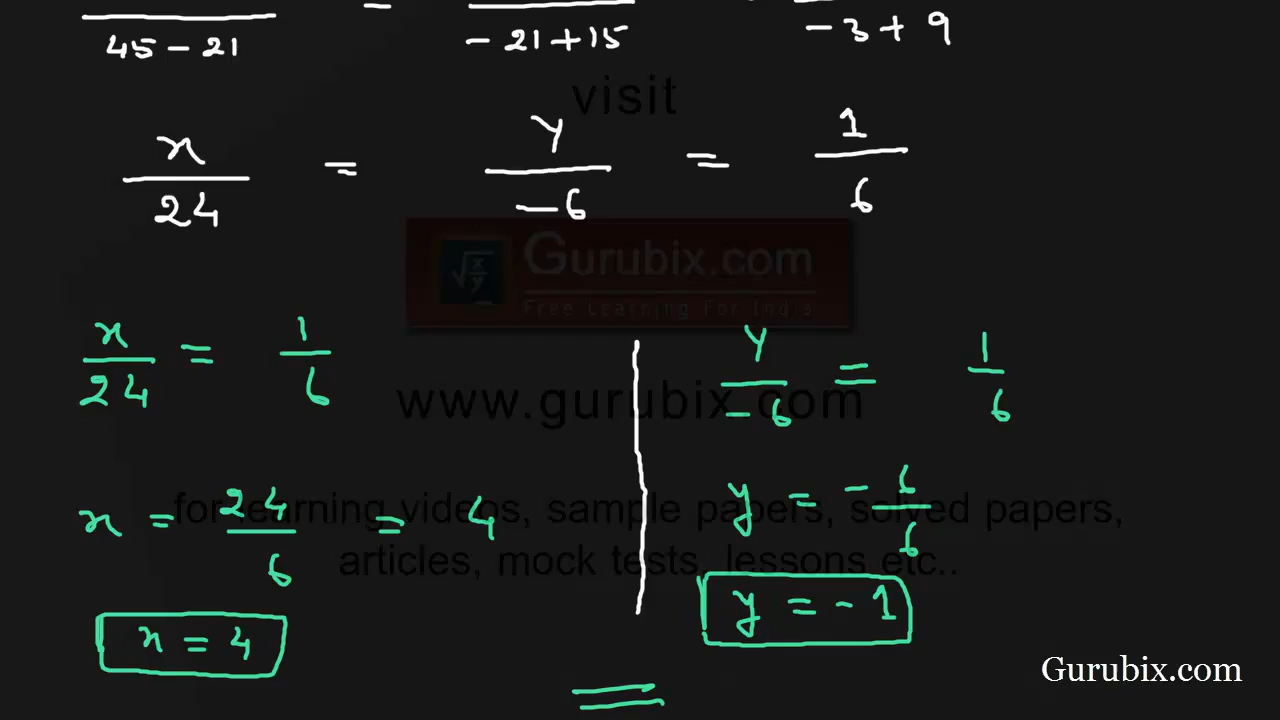 45 - 21 = - 21 + 15 - 3 + 9
visit
x/24 = y/-6 = 1/6
Gurubix.com
Free Learning For India
x/24 = 1/6
y/-6 = 1/6
www.gurubix.com
x = 24/6 = 4
y = - 6/6
for learning videos, sample papers, solved papers,
articles, mock tests, lessons etc..
x = 4
y = - 1
Gurubix.com